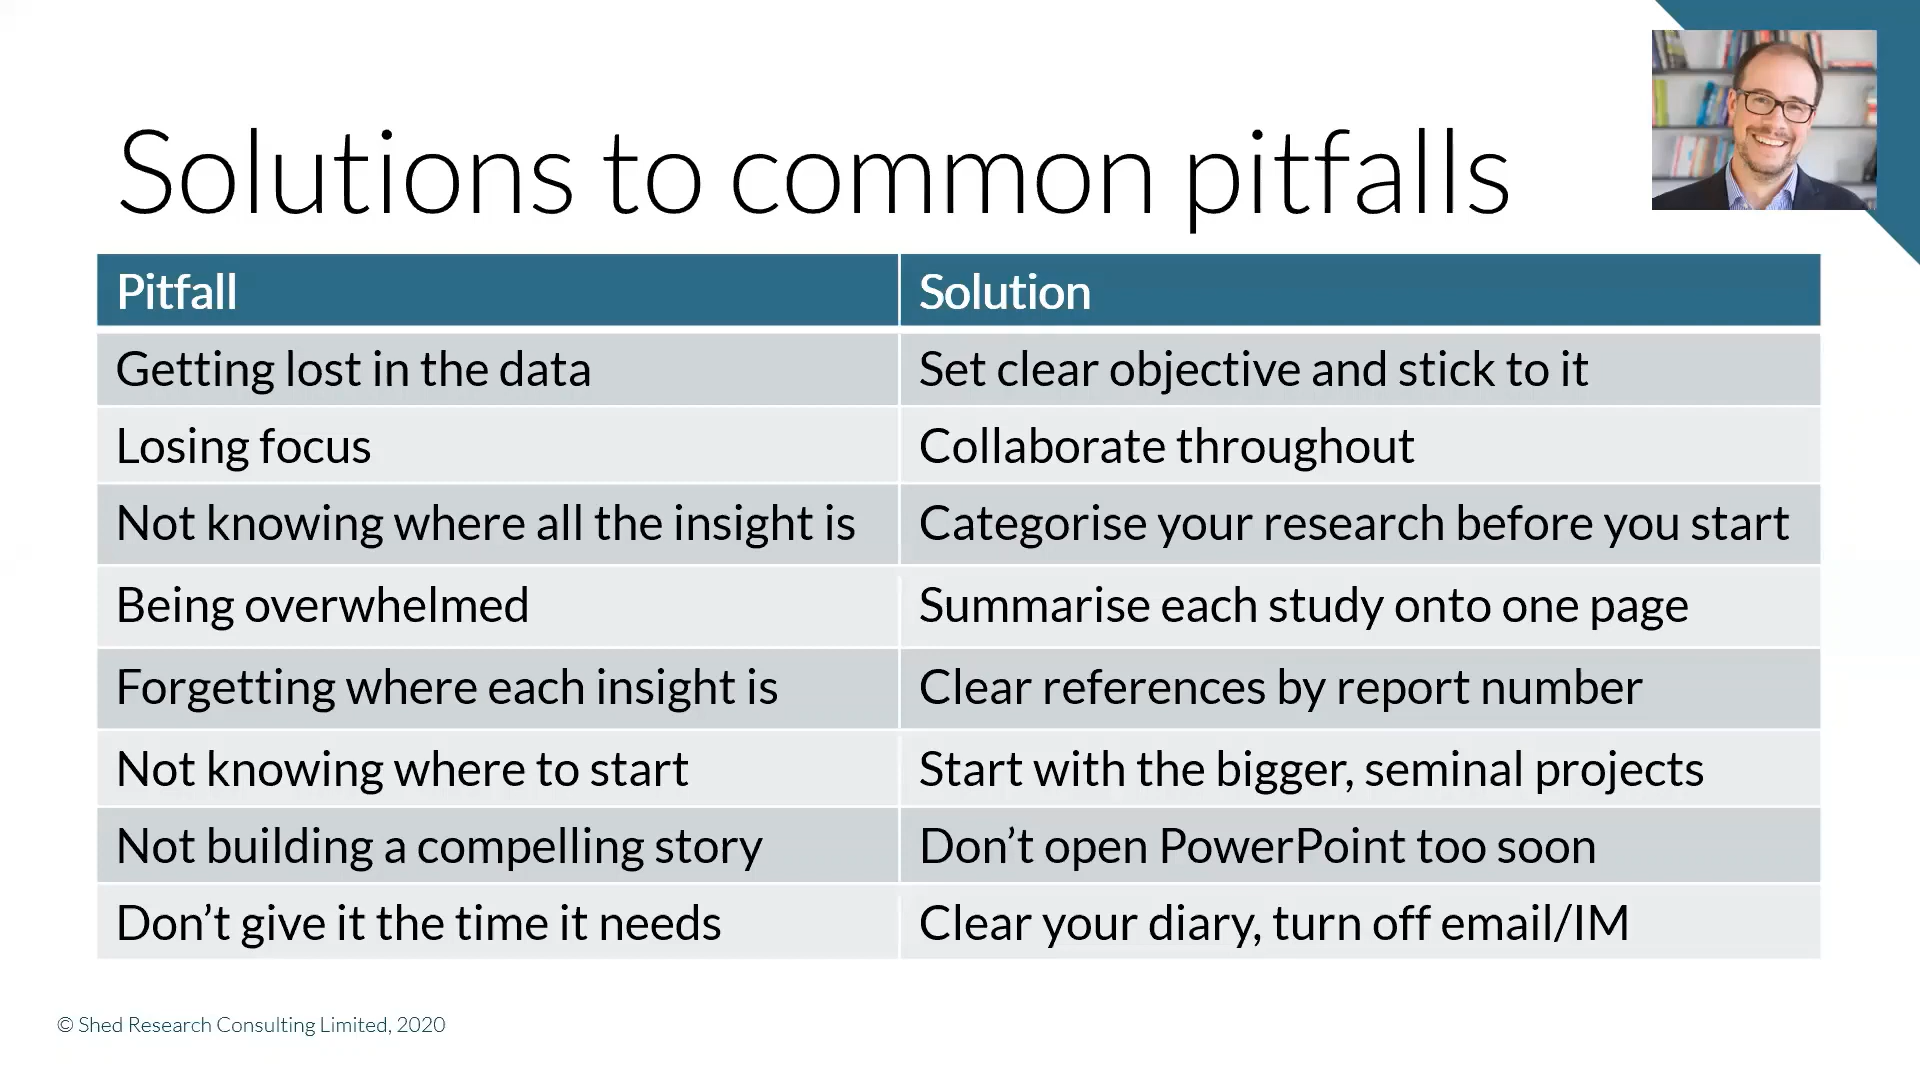 Solutions to common pitfalls
Pitfall
Solution
Getting lost in the data
Set clear objective and stick to it
Losing focus
Collaborate throughout
Not knowing where all the insight is
Categorise your research before you start
Being overwhelmed
Summarise each study onto one page
Forgetting where each insight is
Clear references by report number
Not knowing where to start
Start with the bigger, seminal projects
Not building a compelling story
Don’t open PowerPoint too soon
Don’t give it the time it needs
Clear your diary, turn off email/IM
© Shed Research Consulting Limited, 2020